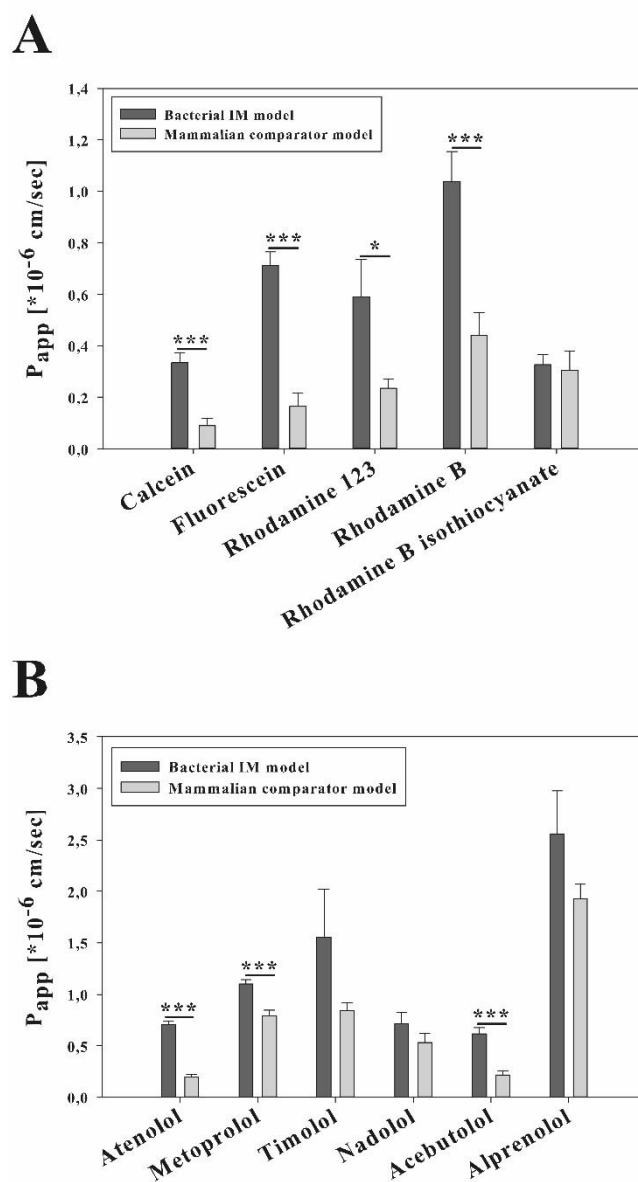 A
1,4
1,2
1,0
0,8
0,6
0,4
0,2
0,0
Papp [*10-6 cm/sec]
Bacterial IM model
Mammalian comparator model
***
***
*
***
Calcein
Fluorescein
Rhodamine 123
Rhodamine B
Rhodamine B isothiocyanate
B
3,5
3,0
2,5
2,0
1,5
1,0
0,5
0,0
Papp [*10-6 cm/sec]
Bacterial IM model
Mammalian comparator model
***
***
***
Atenolol
Metoprolol
Timolol
Nadolol
Acebutolol
Alprenolol